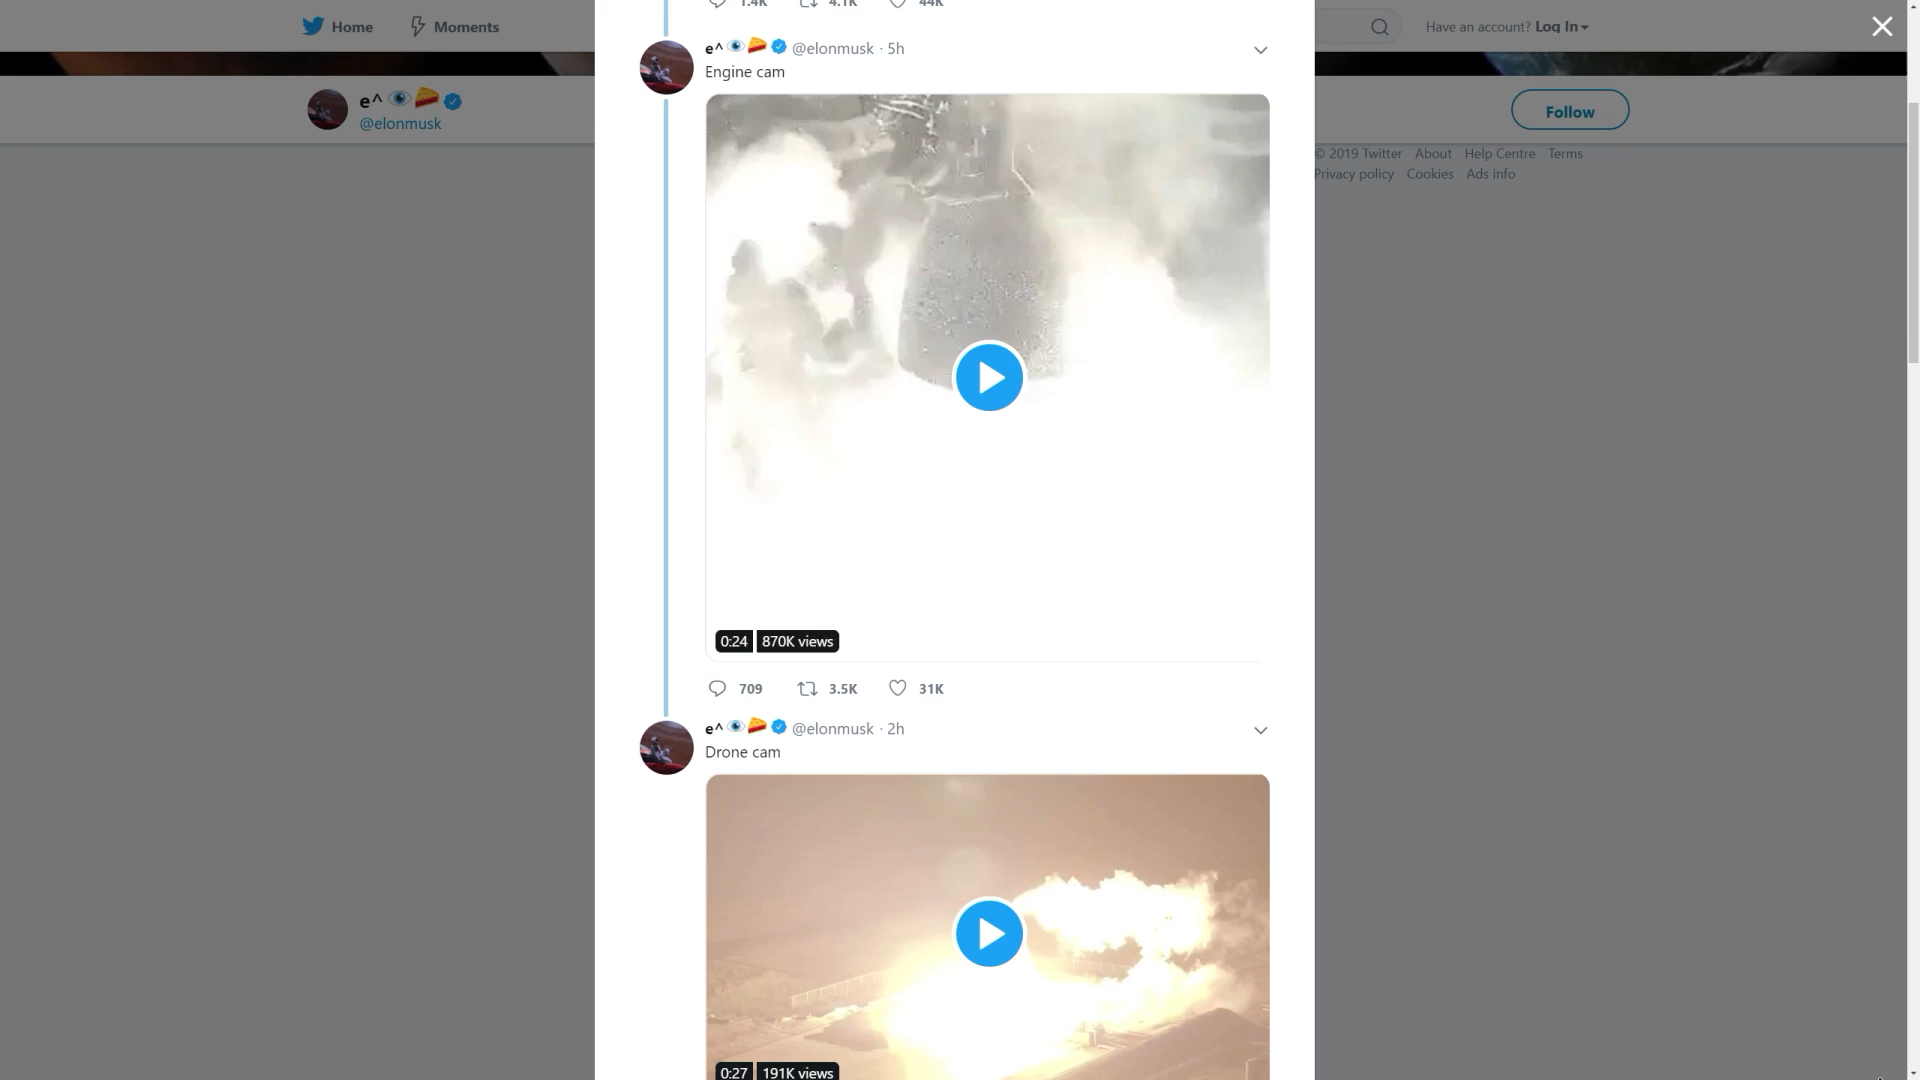 1.4K 4.1K 44K
Home Moments
Have an account? Log In
e^ @elonmusk · 5h
Engine cam
e^
@elonmusk
Follow
© 2019 Twitter About Help Centre Terms
Privacy policy Cookies Ads info
0:24 870K views
709 3.5K 31K
e^ @elonmusk · 2h
Drone cam
0:27 191K views